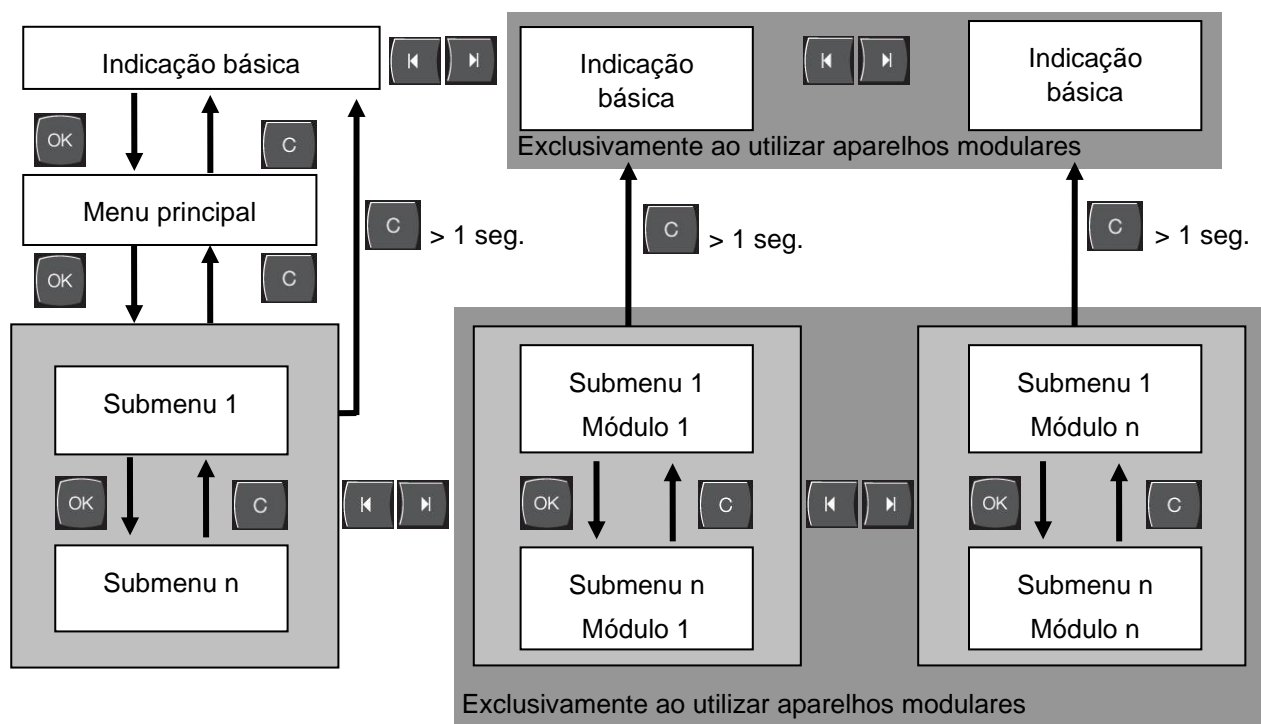 Indicação básica
Indicação
básica
Indicação
básica
Exclusivamente ao utilizar aparelhos modulares
OK
C
Menu principal
C
> 1 seg.
C
> 1 seg.
C
> 1 seg.
OK
C
Submenu 1
Submenu 1
Módulo 1
Submenu 1
Módulo n
OK
C
OK
C
OK
C
Submenu n
Submenu n
Módulo 1
Submenu n
Módulo n
Exclusivamente ao utilizar aparelhos modulares